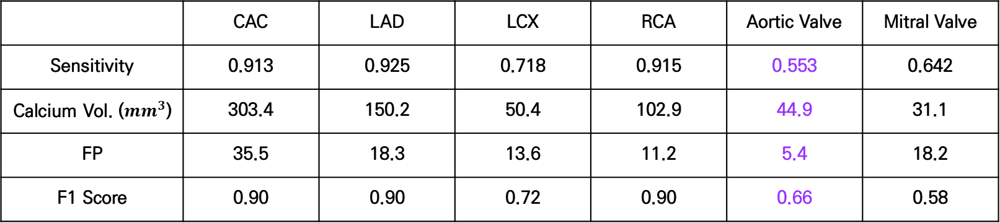 CAC LAD LCX RCA Aortic Valve Mitral Valve
Sensitivity 0.913 0.925 0.718 0.915 0.553 0.642
Calcium Vol. (mm³) 303.4 150.2 50.4 102.9 44.9 31.1
FP 35.5 18.3 13.6 11.2 5.4 18.2
F1 Score 0.90 0.90 0.72 0.90 0.66 0.58